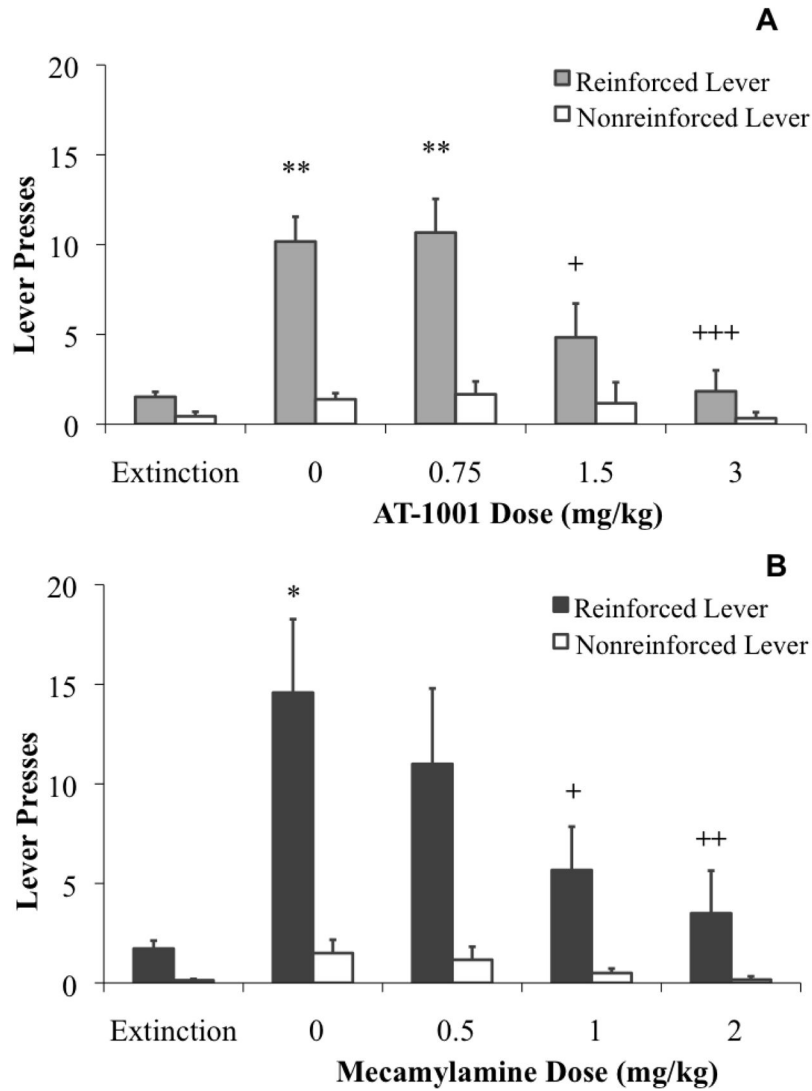 A
20
15
10
5
0
Lever Presses
Reinforced Lever
Nonreinforced Lever
**
**
+
+++
Extinction 0 0.75 1.5 3
AT-1001 Dose (mg/kg)
B
20
15
10
5
0
Lever Presses
Reinforced Lever
Nonreinforced Lever
*
+
++
Extinction 0 0.5 1 2
Mecamylamine Dose (mg/kg)